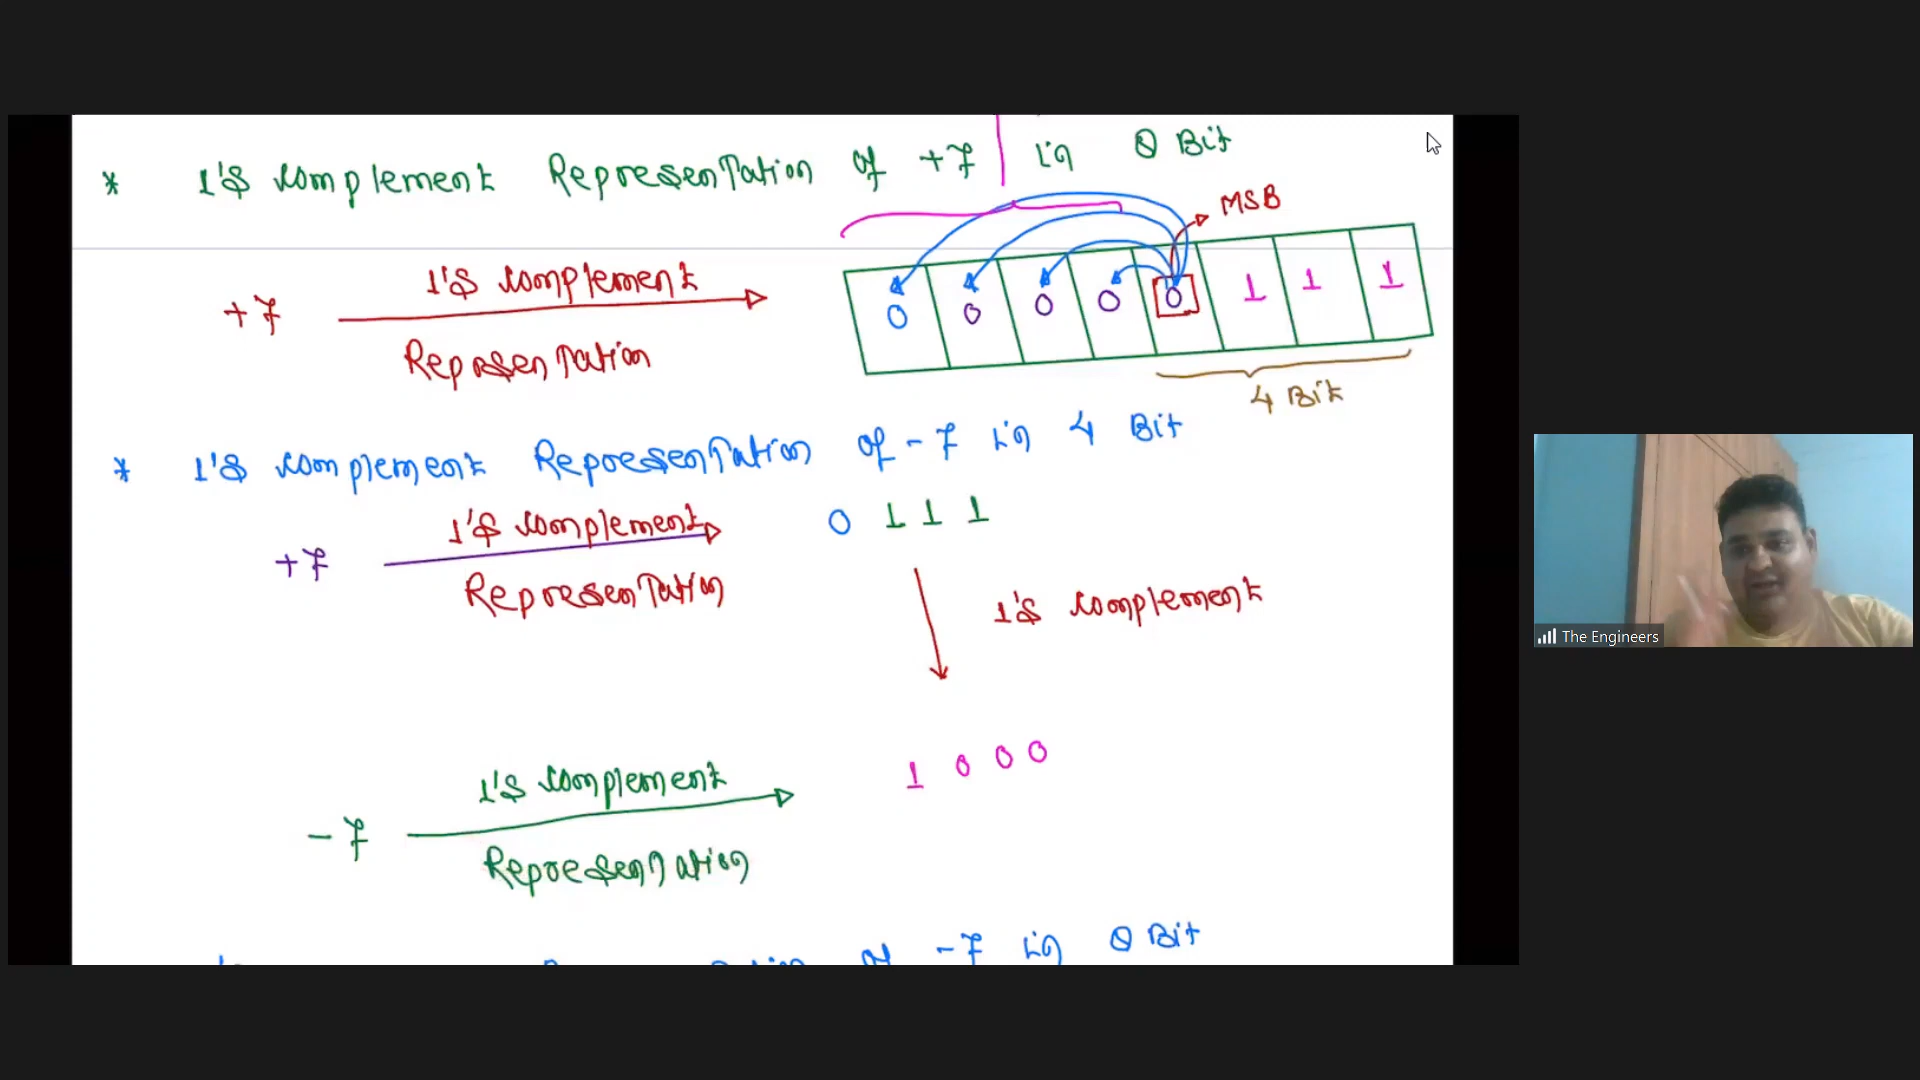 * 1's complement Representation of +7 in 8 Bit
MSB
+7 1's complement Representation
0 0 0 0 0 1 1 1
4 Bit
* 1's complement Representation of -7 in 4 Bit
+7 1's complement Representation
0 1 1 1
1's complement
-7 1's complement Representation
1 0 0 0
of -7 in 8 Bit
The Engineers